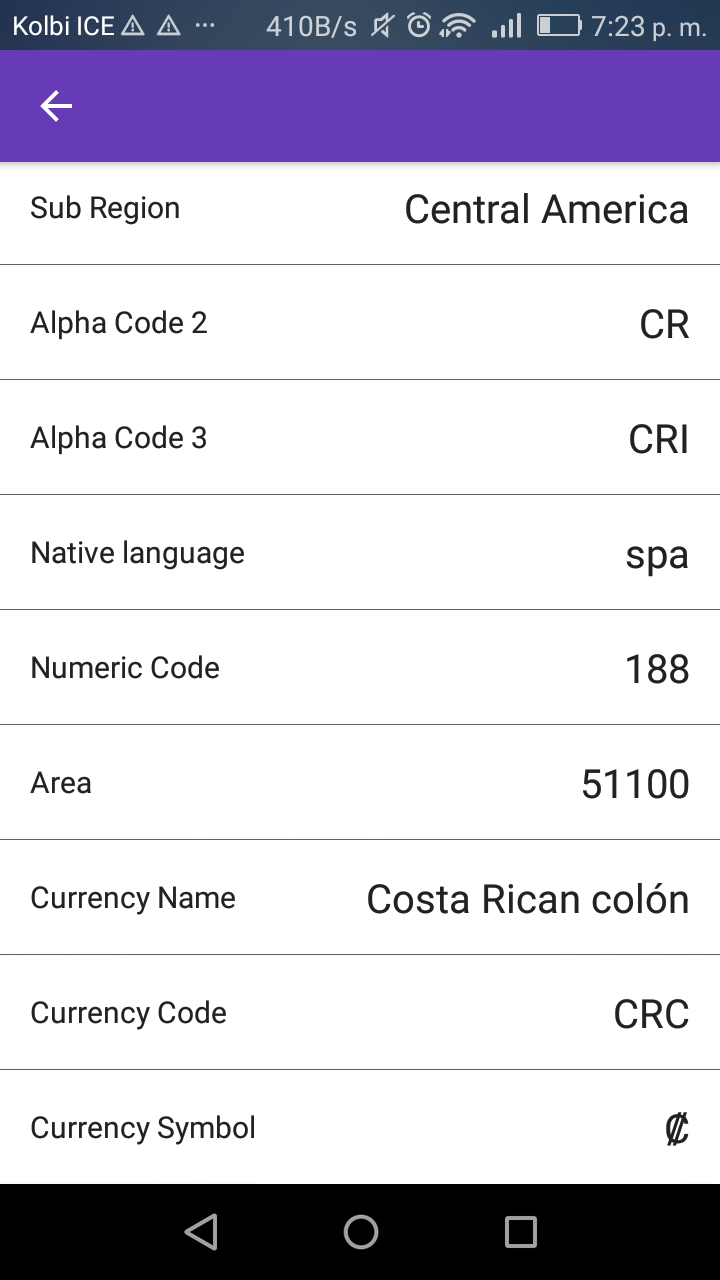 Kolbi ICE ... 410B/s 7:23 p. m.
Sub Region Central America
Alpha Code 2 CR
Alpha Code 3 CRI
Native language spa
Numeric Code 188
Area 51100
Currency Name Costa Rican colón
Currency Code CRC
Currency Symbol ₡